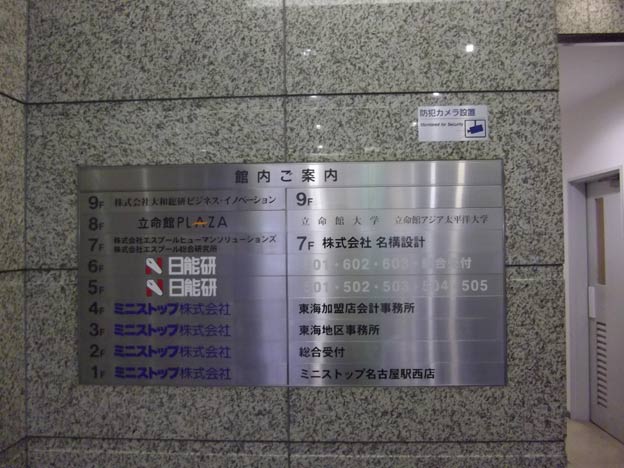 防犯カメラ設置
Monitored for Security
館内ご案内
9F 株式会社大和総研ビジネス・イノベーション 9F
8F 立命館PLAZA 立命館大学 立命館アジア太平洋大学
7F 株式会社エスプールヒューマンソリューションズ
株式会社エスプール総合研究所
7F 株式会社 名構設計
6F 日能研 601・602・603・総合受付
5F 日能研 501・502・503・504・505
4F ミニストップ株式会社 東海加盟店会計事務所
3F ミニストップ株式会社 東海地区事務所
2F ミニストップ株式会社 総合受付
1F ミニストップ株式会社 ミニストップ名古屋駅西店